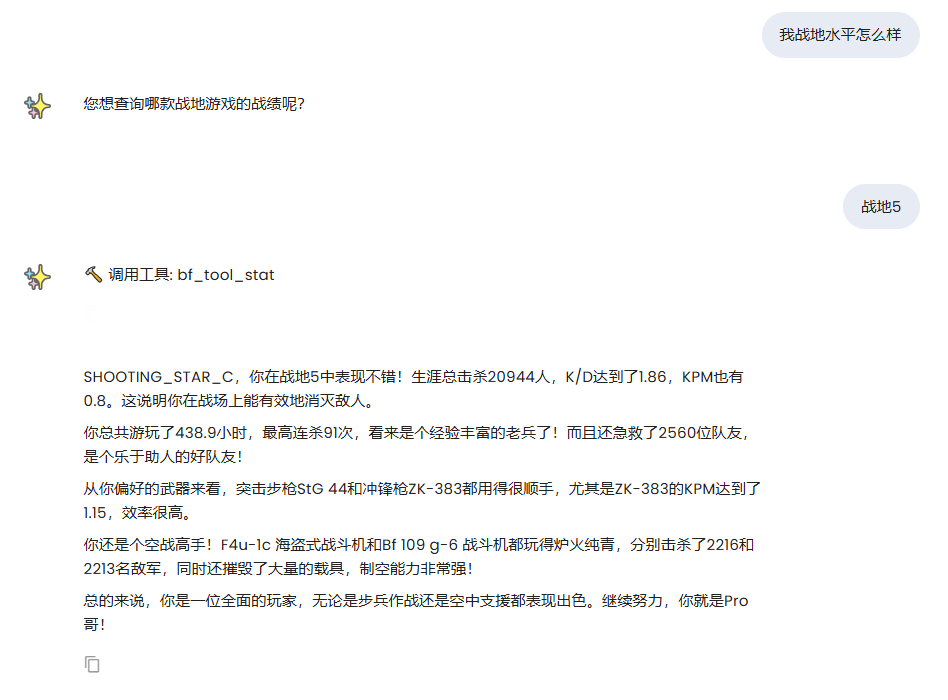 我战地水平怎么样
您想查询哪款战地游戏的战绩呢?
战地5
调用工具: bf_tool_stat
SHOOTING_STAR_C，你在战地5中表现不错！生涯总击杀20944人，K/D达到了1.86，KPM也有
0.8。这说明你在战场上能有效地消灭敌人。
你总共游玩了438.9小时，最高连杀91次，看来是个经验丰富的老兵了！而且还急救了2560位队友，
是个乐于助人的好队友！
从你偏好的武器来看，突击步枪StG 44和冲锋枪ZK-383都用得很顺手，尤其是ZK-383的KPM达到了
1.15，效率很高。
你还是个空战高手！F4u-1c 海盗式战斗机和Bf 109 g-6 战斗机都玩得炉火纯青，分别击杀了2216和
2213名敌军，同时还摧毁了大量的载具，制空能力非常强！
总的来说，你是一位全面的玩家，无论是步兵作战还是空中支援都表现出色。继续努力，你就是Pro
哥！